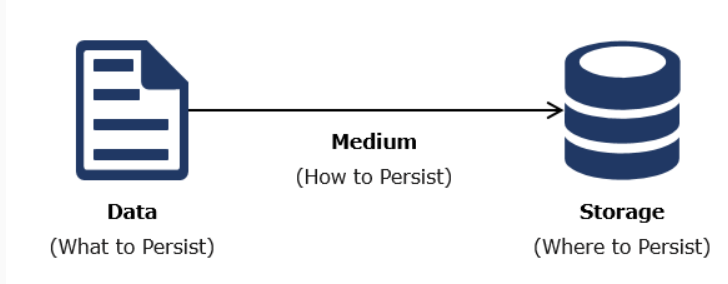 Medium
(How to Persist)
Data
(What to Persist)
Storage
(Where to Persist)